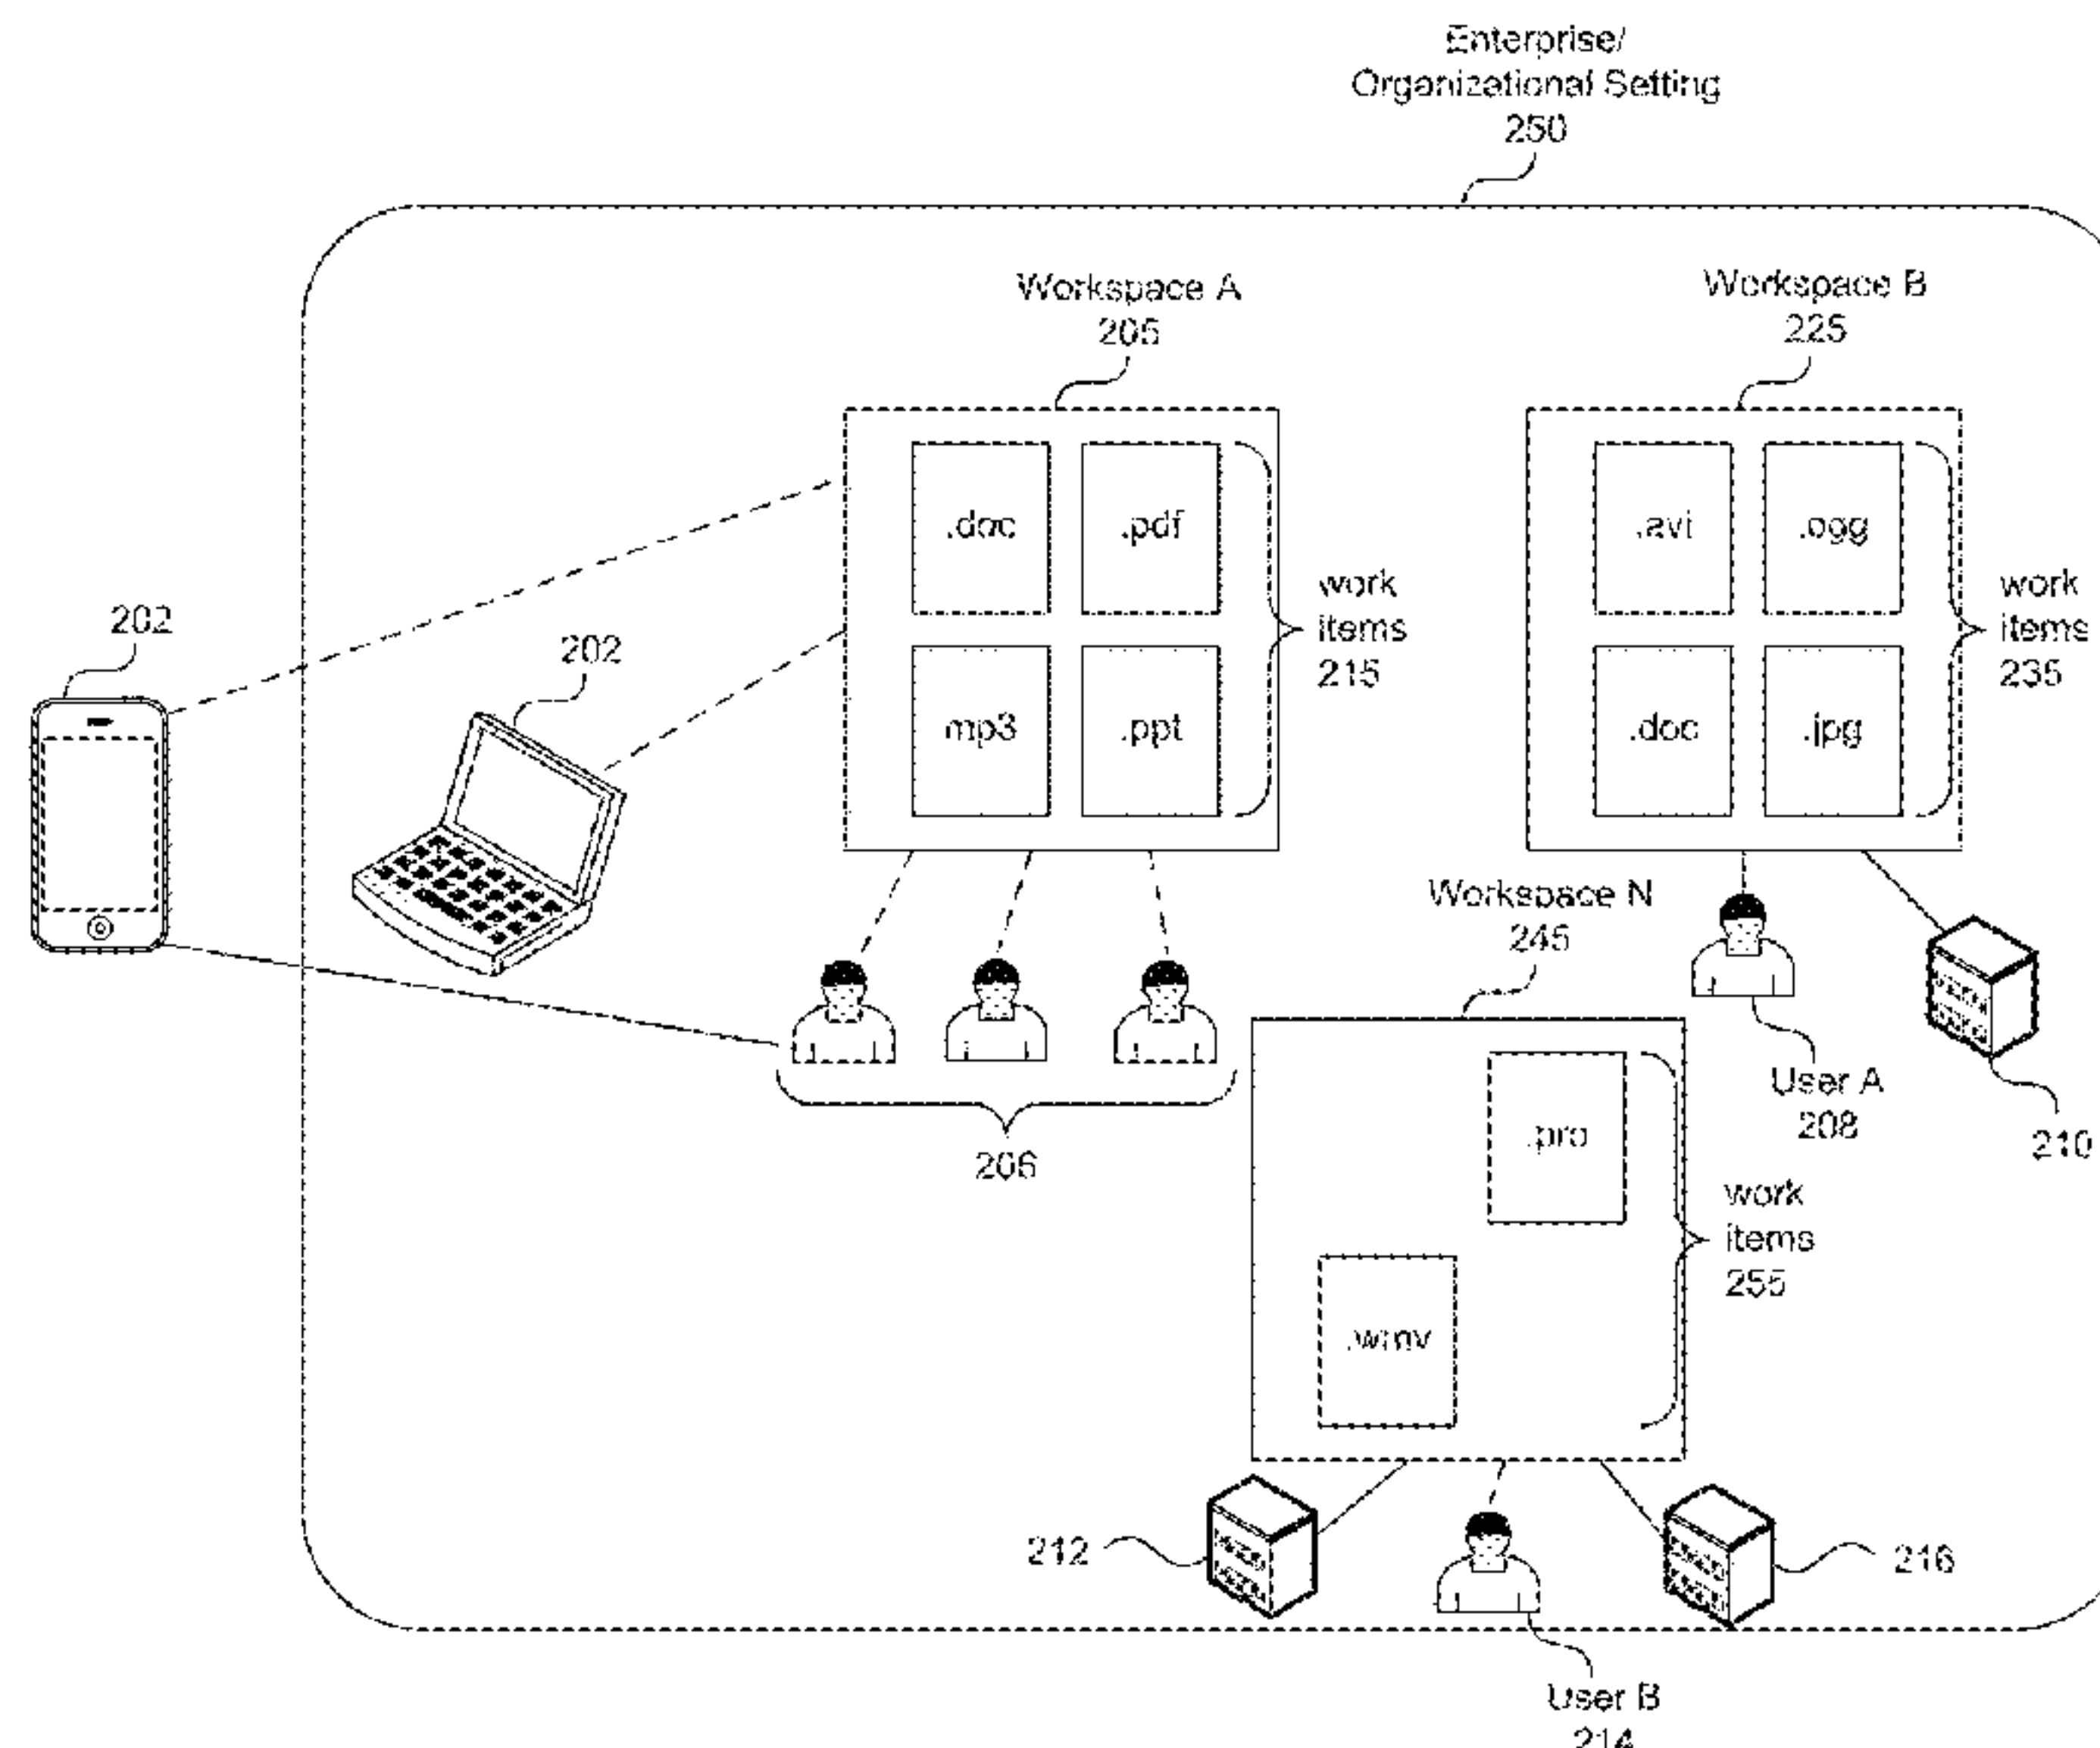 Enterprise/
Organizational Setting
250
Workspace A
205
Workspace B
225
.doc
.pdf
mp3
.ppt
work
items
215
.avi
.ogg
.doc
.jpg
work
items
235
202
202
206
Workspace N
245
User A
208
210
.pro
.wmv
work
items
255
212
216
User B
214